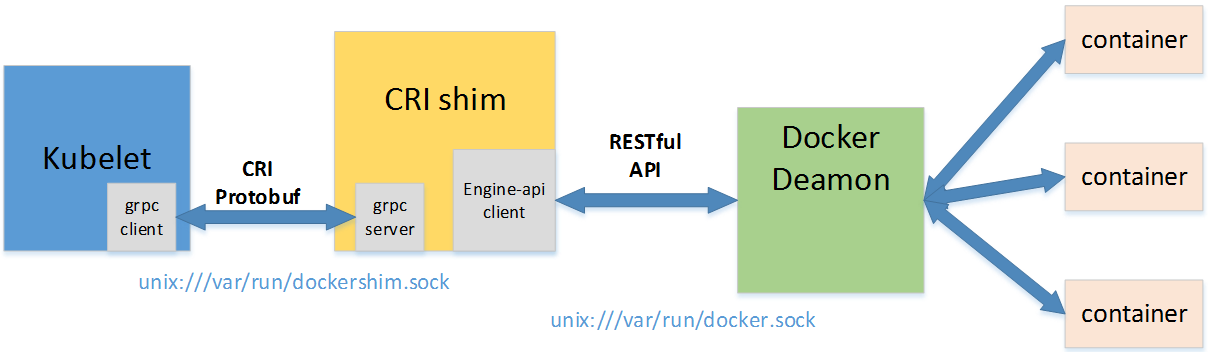 Kubelet
grpc
client
CRI
Protobuf
CRI shim
grpc
server
Engine-api
client
unix:///var/run/dockershim.sock
RESTful
API
unix:///var/run/docker.sock
Docker
Deamon
container
container
container